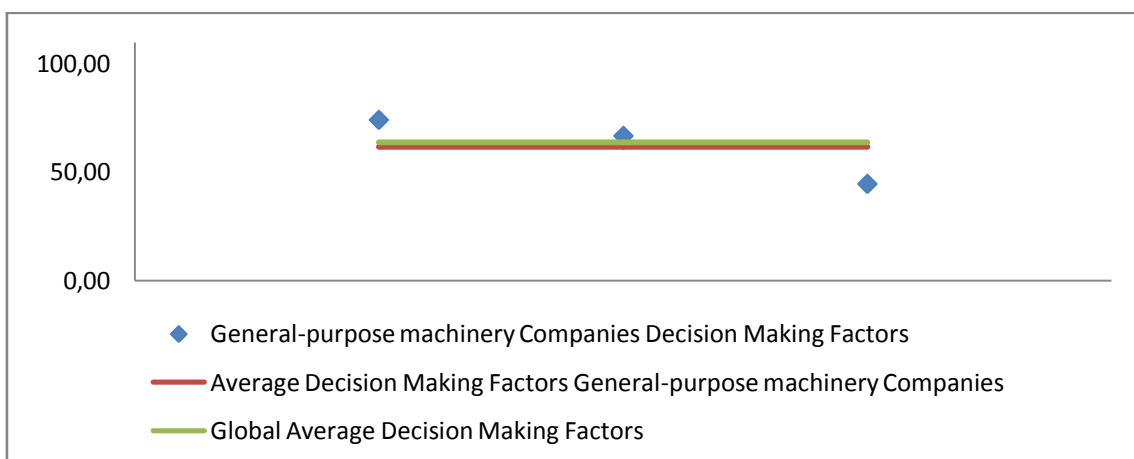 100,00
50,00
0,00
General-purpose machinery Companies Decision Making Factors
Average Decision Making Factors General-purpose machinery Companies
Global Average Decision Making Factors